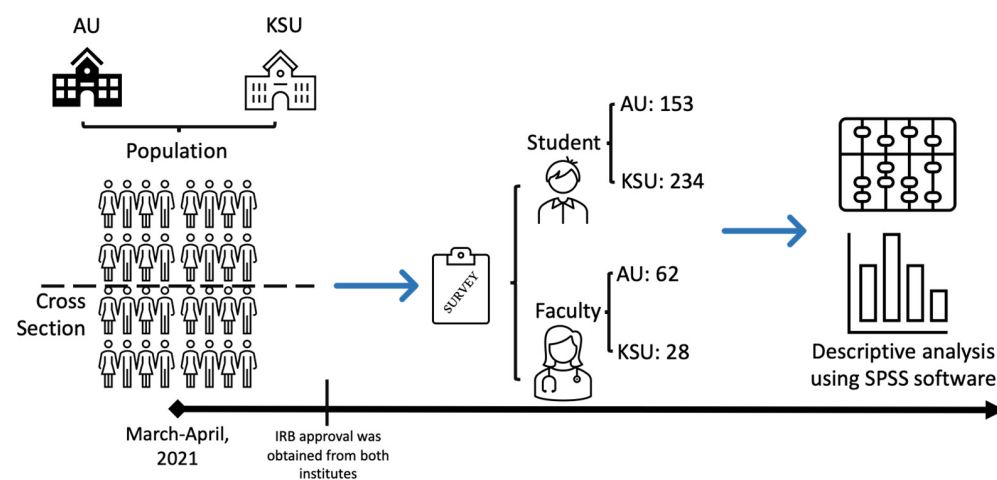 AU
KSU
Population
Cross
Section
SURVEY
Student
AU: 153
KSU: 234
Faculty
AU: 62
KSU: 28
Descriptive analysis
using SPSS software
March-April,
2021
IRB approval was
obtained from both
institutes